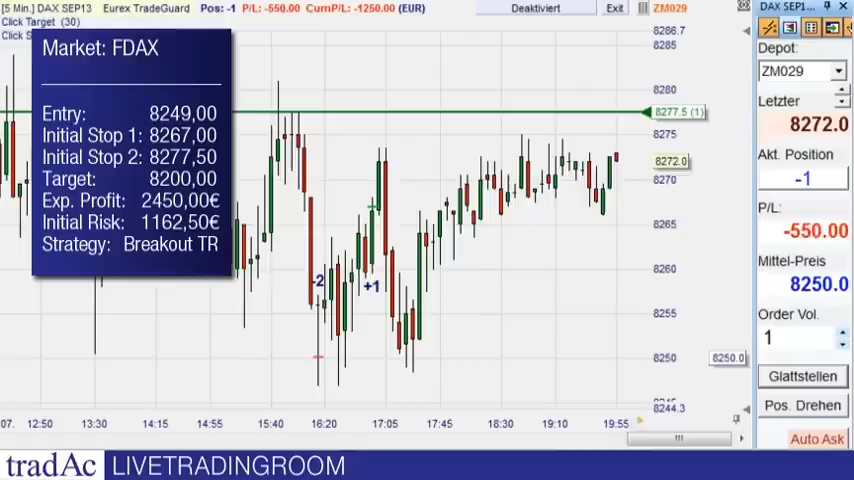 [5 Min.] DAX SEP13 Eurex TradeGuard Pos: -1 P/L: -550.00 CumP/L: -1250.00 (EUR) Deaktiviert Exit ZM029
Click Target (30)
Click S
Market: FDAX
Entry: 8249,00
Initial Stop 1: 8267,00
Initial Stop 2: 8277,50
Target: 8200,00
Exp. Profit: 2450,00€
Initial Risk: 1162,50€
Strategy: Breakout TR
-2
+1
8286.7
8285
8280
8277.5 (1)
8275
8272.0
8270
8265
8260
8255
8250
8250.0
8244.3
07. 12:50 13:30 14:15 14:55 15:40 16:20 17:05 17:45 18:30 19:10 19:55
DAX SEP1...
Depot:
ZM029
Letzter
8272.0
Akt. Position
-1
P/L:
-550.00
Mittel-Preis
8250.0
Order Vol.
1
Glattstellen
Pos. Drehen
Auto Ask
tradAc LIVETRADINGROOM